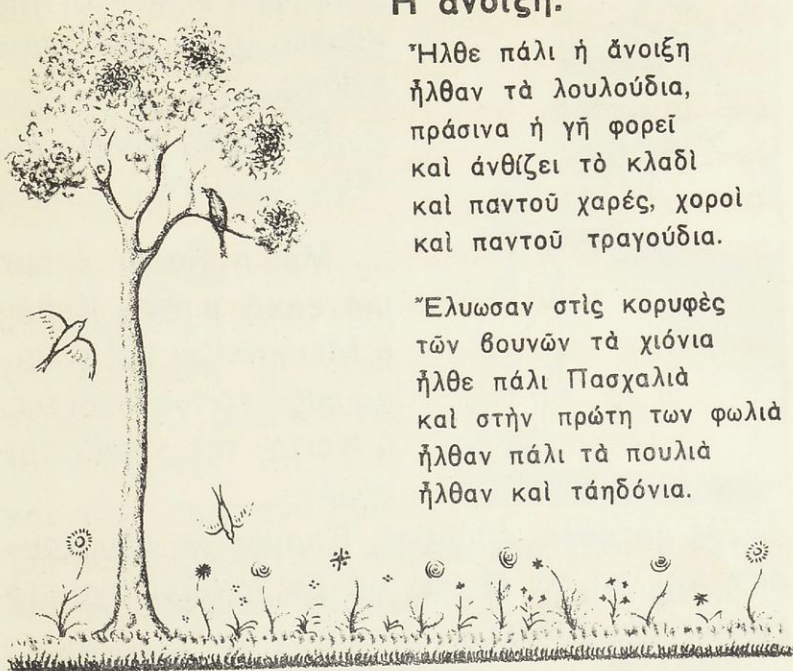 Ἡ ἄνοιξη.
Ἦλθε πάλι ἡ ἄνοιξη
ἦλθαν τὰ λουλούδια,
πράσινα ἡ γῆ φορεῖ
καὶ ἀνθίζει τὸ κλαδὶ
καὶ παντοῦ χαρές, χοροὶ
καὶ παντοῦ τραγούδια.
Ἔλυωσαν στὶς κορυφὲς
τῶν βουνῶν τὰ χιόνια
ἦλθε πάλι Πασχαλιὰ
καὶ στὴν πρώτη των φωλιὰ
ἦλθαν πάλι τὰ πουλιὰ
ἦλθαν καὶ τἀηδόνια.